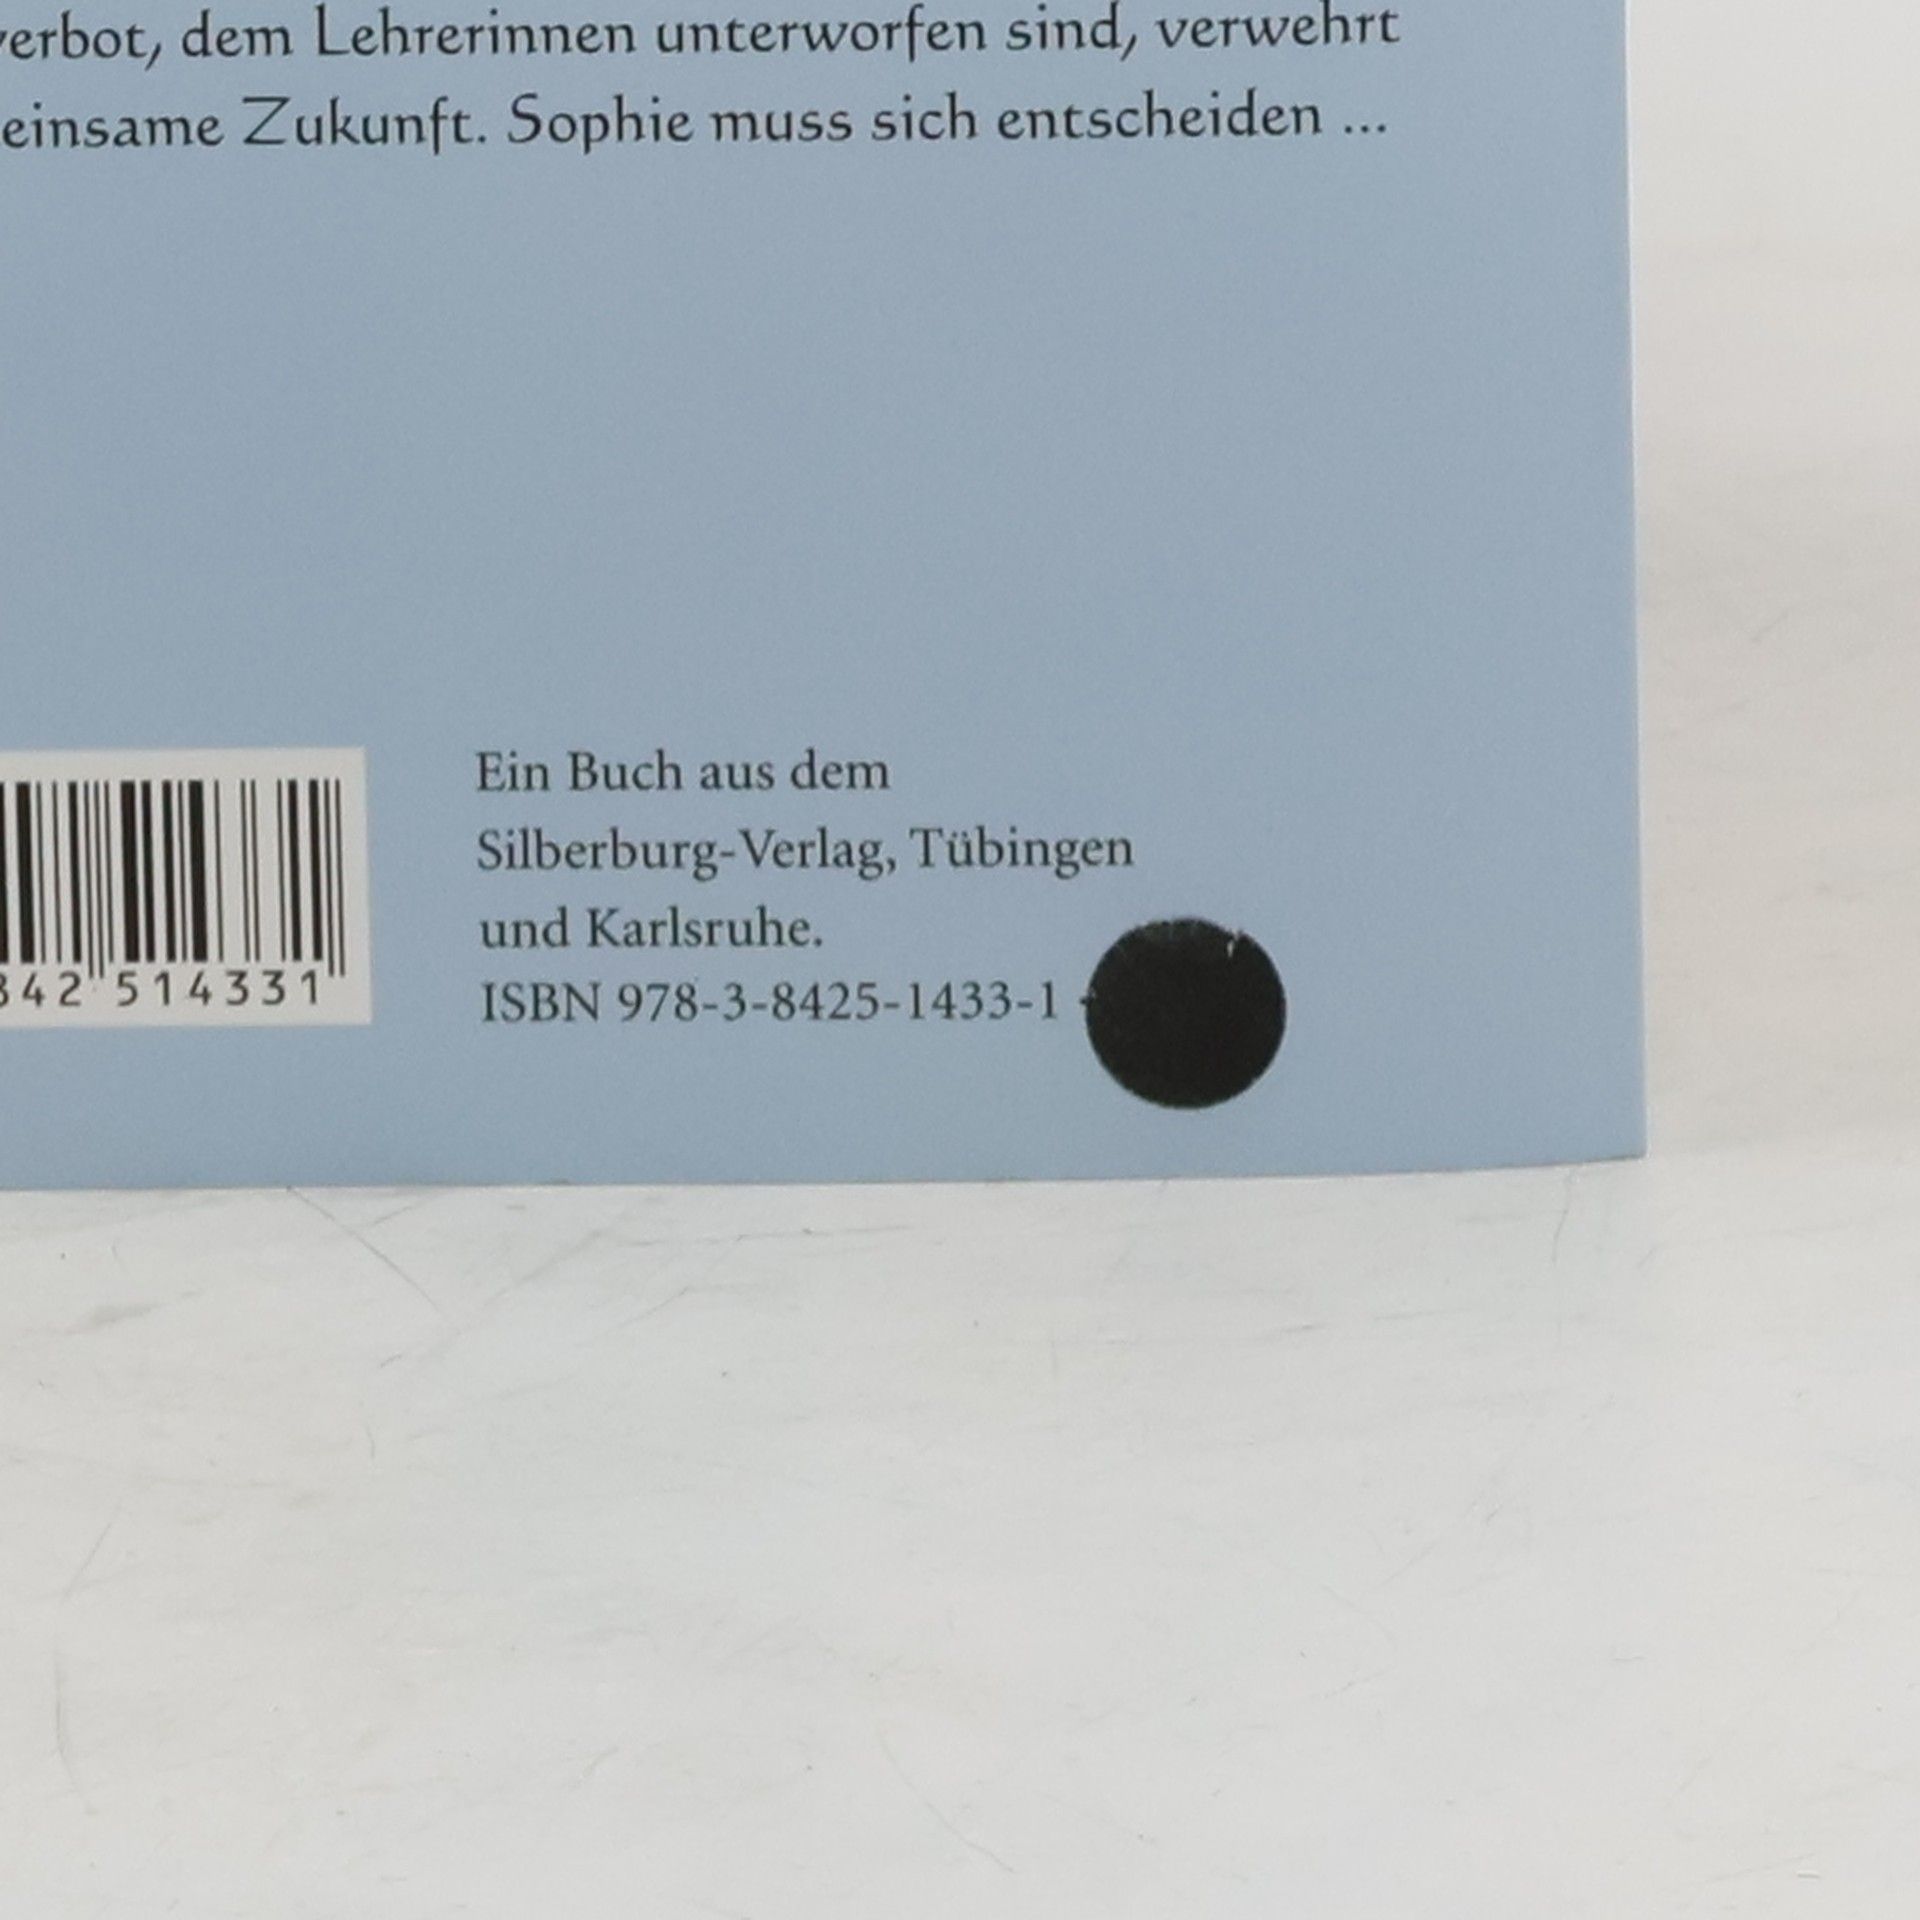 verbot, dem Lehrerinnen unterworfen sind, verwehrt
einsame Zukunft. Sophie muss sich entscheiden ...
Ein Buch aus dem
Silberburg-Verlag, Tübingen
und Karlsruhe.
ISBN 978-3-8425-1433-1
842 514331